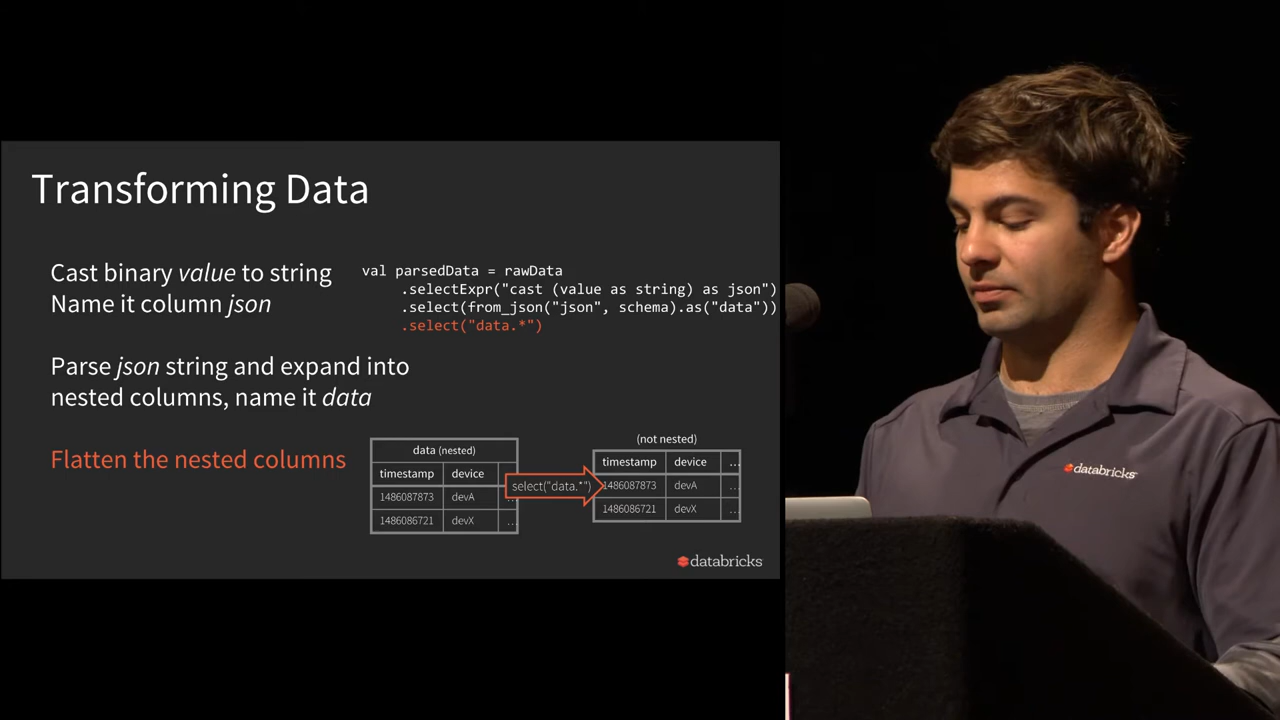 Transforming Data
Cast binary value to string
Name it column json
val parsedData = rawData
.selectExpr("cast (value as string) as json")
.select(from_json("json", schema).as("data"))
.select("data.*")
Parse json string and expand into
nested columns, name it data
Flatten the nested columns
data (nested)
timestamp device
1486087873 devA ...
1486086721 devX ...
select("data.*")
(not nested)
timestamp device ...
1486087873 devA ...
1486086721 devX ...
databricks
databricks